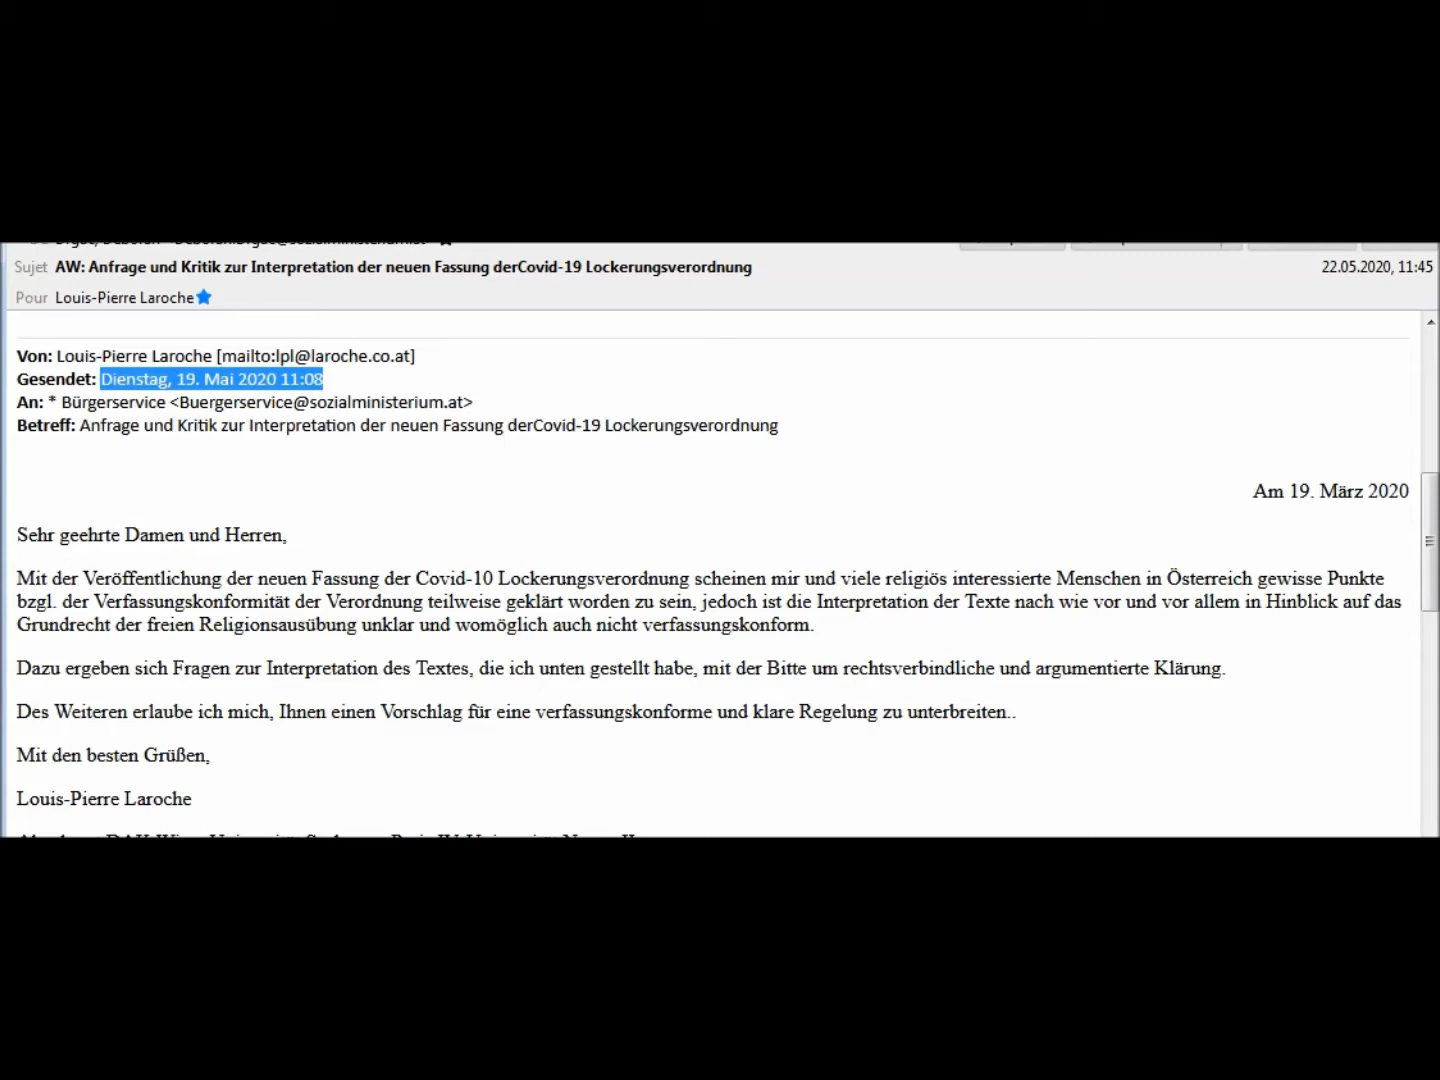 Sujet AW: Anfrage und Kritik zur Interpretation der neuen Fassung derCovid-19 Lockerungsverordnung 22.05.2020, 11:45
Pour Louis-Pierre Laroche
Von: Louis-Pierre Laroche [mailto:lpl@laroche.co.at]
Gesendet: Dienstag, 19. Mai 2020 11:08
An: * Bürgerservice <Buergerservice@sozialministerium.at>
Betreff: Anfrage und Kritik zur Interpretation der neuen Fassung derCovid-19 Lockerungsverordnung
Am 19. März 2020
Sehr geehrte Damen und Herren,
Mit der Veröffentlichung der neuen Fassung der Covid-10 Lockerungsverordnung scheinen mir und viele religiös interessierte Menschen in Österreich gewisse Punkte
bzgl. der Verfassungskonformität der Verordnung teilweise geklärt worden zu sein, jedoch ist die Interpretation der Texte nach wie vor und vor allem in Hinblick auf das
Grundrecht der freien Religionsausübung unklar und womöglich auch nicht verfassungskonform.
Dazu ergeben sich Fragen zur Interpretation des Textes, die ich unten gestellt habe, mit der Bitte um rechtsverbindliche und argumentierte Klärung.
Des Weiteren erlaube ich mich, Ihnen einen Vorschlag für eine verfassungskonforme und klare Regelung zu unterbreiten..
Mit den besten Grüßen,
Louis-Pierre Laroche